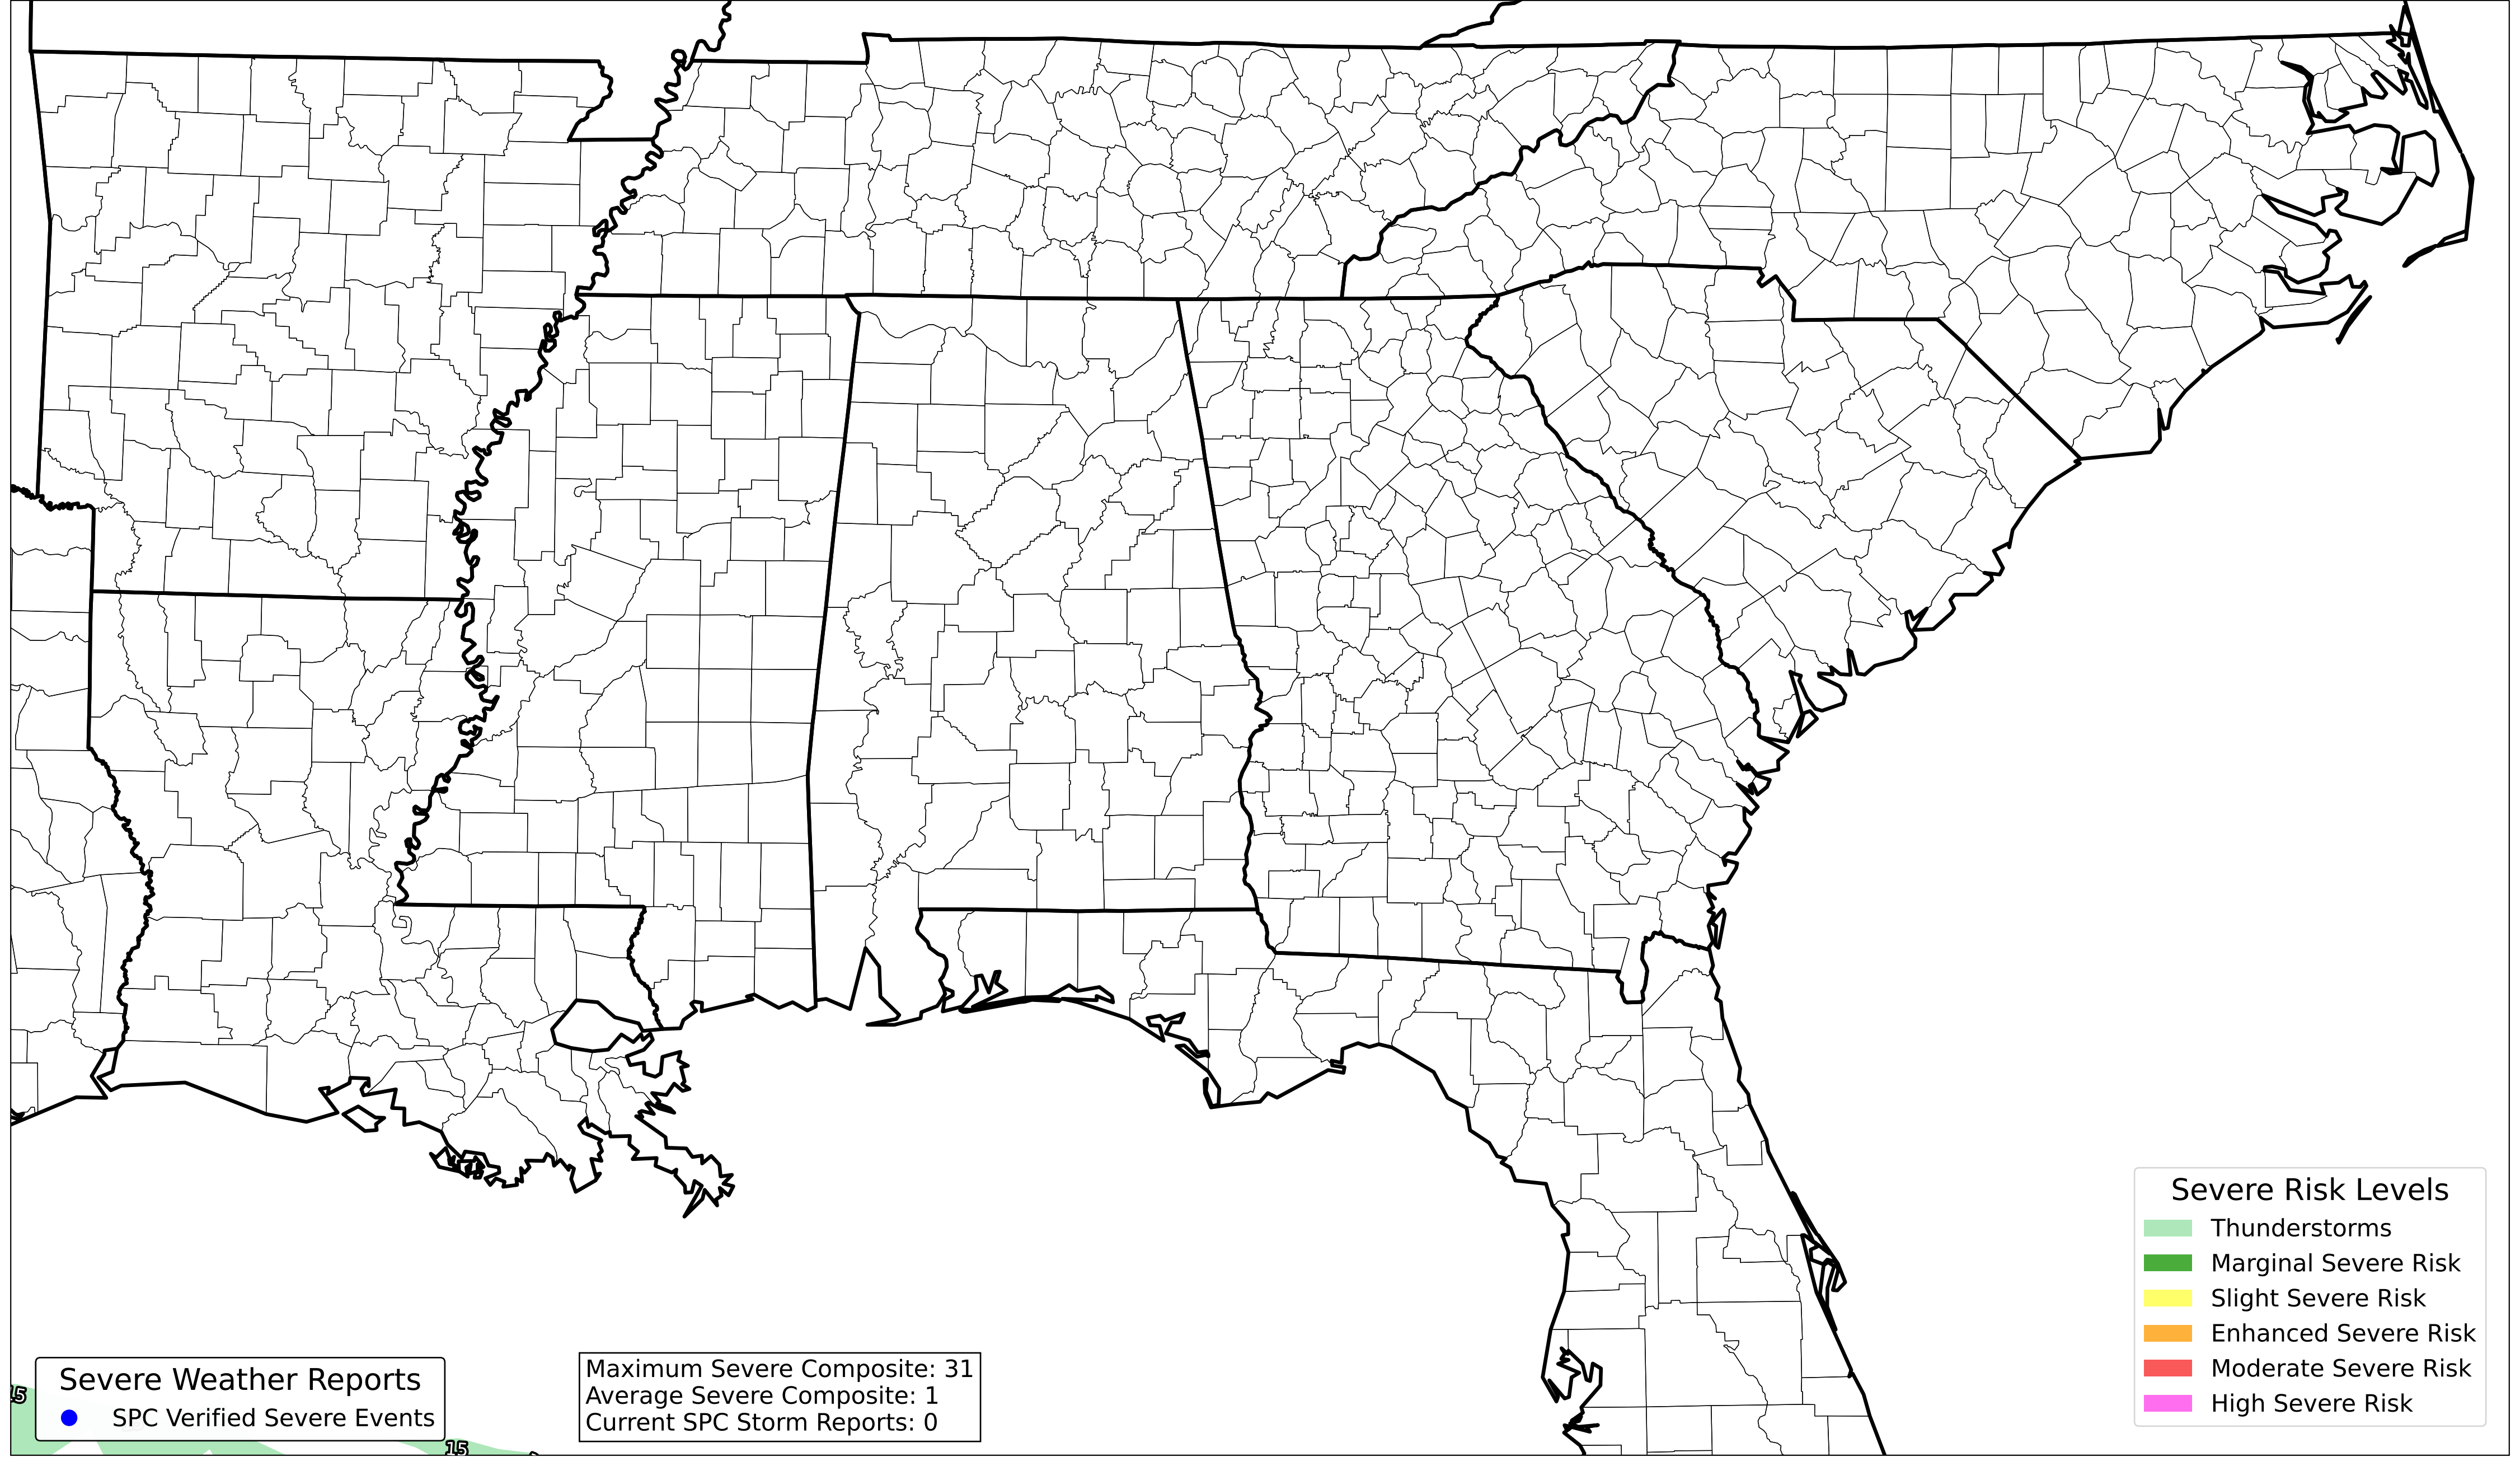 Severe Risk Levels
Thunderstorms
Marginal Severe Risk
Slight Severe Risk
Enhanced Severe Risk
Moderate Severe Risk
High Severe Risk
Severe Weather Reports
SPC Verified Severe Events
Maximum Severe Composite: 31
Average Severe Composite: 1
Current SPC Storm Reports: 0
15
15